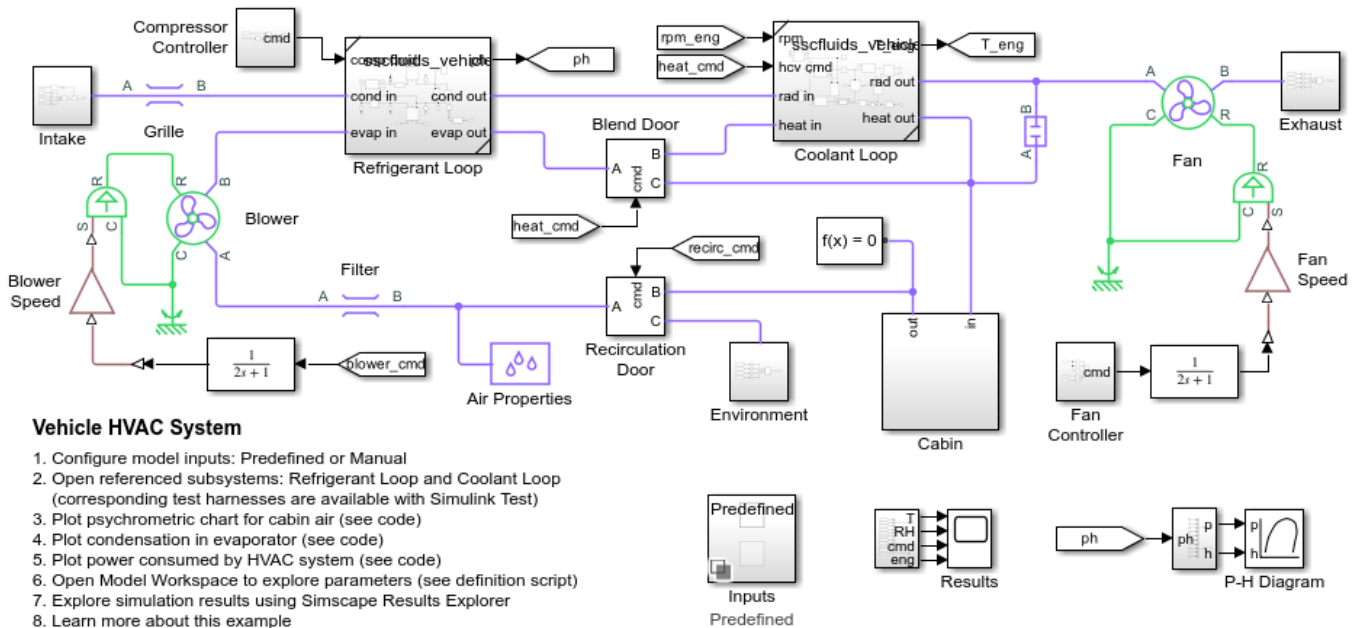 Compressor
Controller
cmd
ph
rpm_eng
heat_cmd
rpm
hcv cmd
T_eng
rad out
rad in
heat in
heat out
Coolant Loop
cond in
cond out
evap in
evap out
Refrigerant Loop
Intake
A
B
Grille
Blend Door
A
B
C
cmd
heat_cmd
B
A
A
B
C
R
Fan
Exhaust
R
C
S
R
B
C
A
Blower
R
S
C
Blower
Speed
Filter
A
B
recirc_cmd
f(x) = 0
A
B
C
cmd
Recirculation
Door
out
in
Fan
Speed
1
2s + 1
blower_cmd
Air Properties
Environment
Cabin
cmd
Fan
Controller
1
2s + 1
Vehicle HVAC System
1. Configure model inputs: Predefined or Manual
2. Open referenced subsystems: Refrigerant Loop and Coolant Loop
(corresponding test harnesses are available with Simulink Test)
3. Plot psychrometric chart for cabin air (see code)
4. Plot condensation in evaporator (see code)
5. Plot power consumed by HVAC system (see code)
6. Open Model Workspace to explore parameters (see definition script)
7. Explore simulation results using Simscape Results Explorer
8. Learn more about this example
Predefined
Inputs
Predefined
T
RH
cmd
eng
Results
ph
ph
p
h
p
h
P-H Diagram